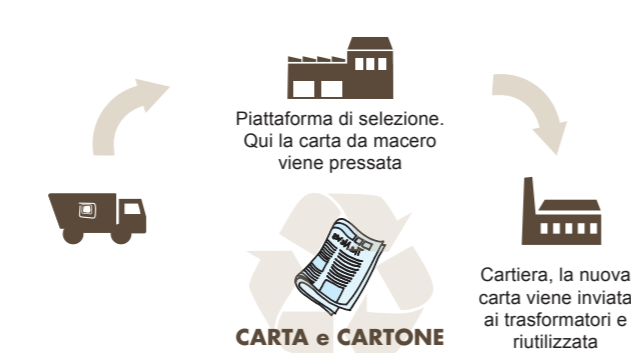 Piattaforma di selezione.
Qui la carta da macero
viene pressata
Cartiera, la nuova
carta viene inviata
ai trasformatori e
riutilizzata
CARTA e CARTONE